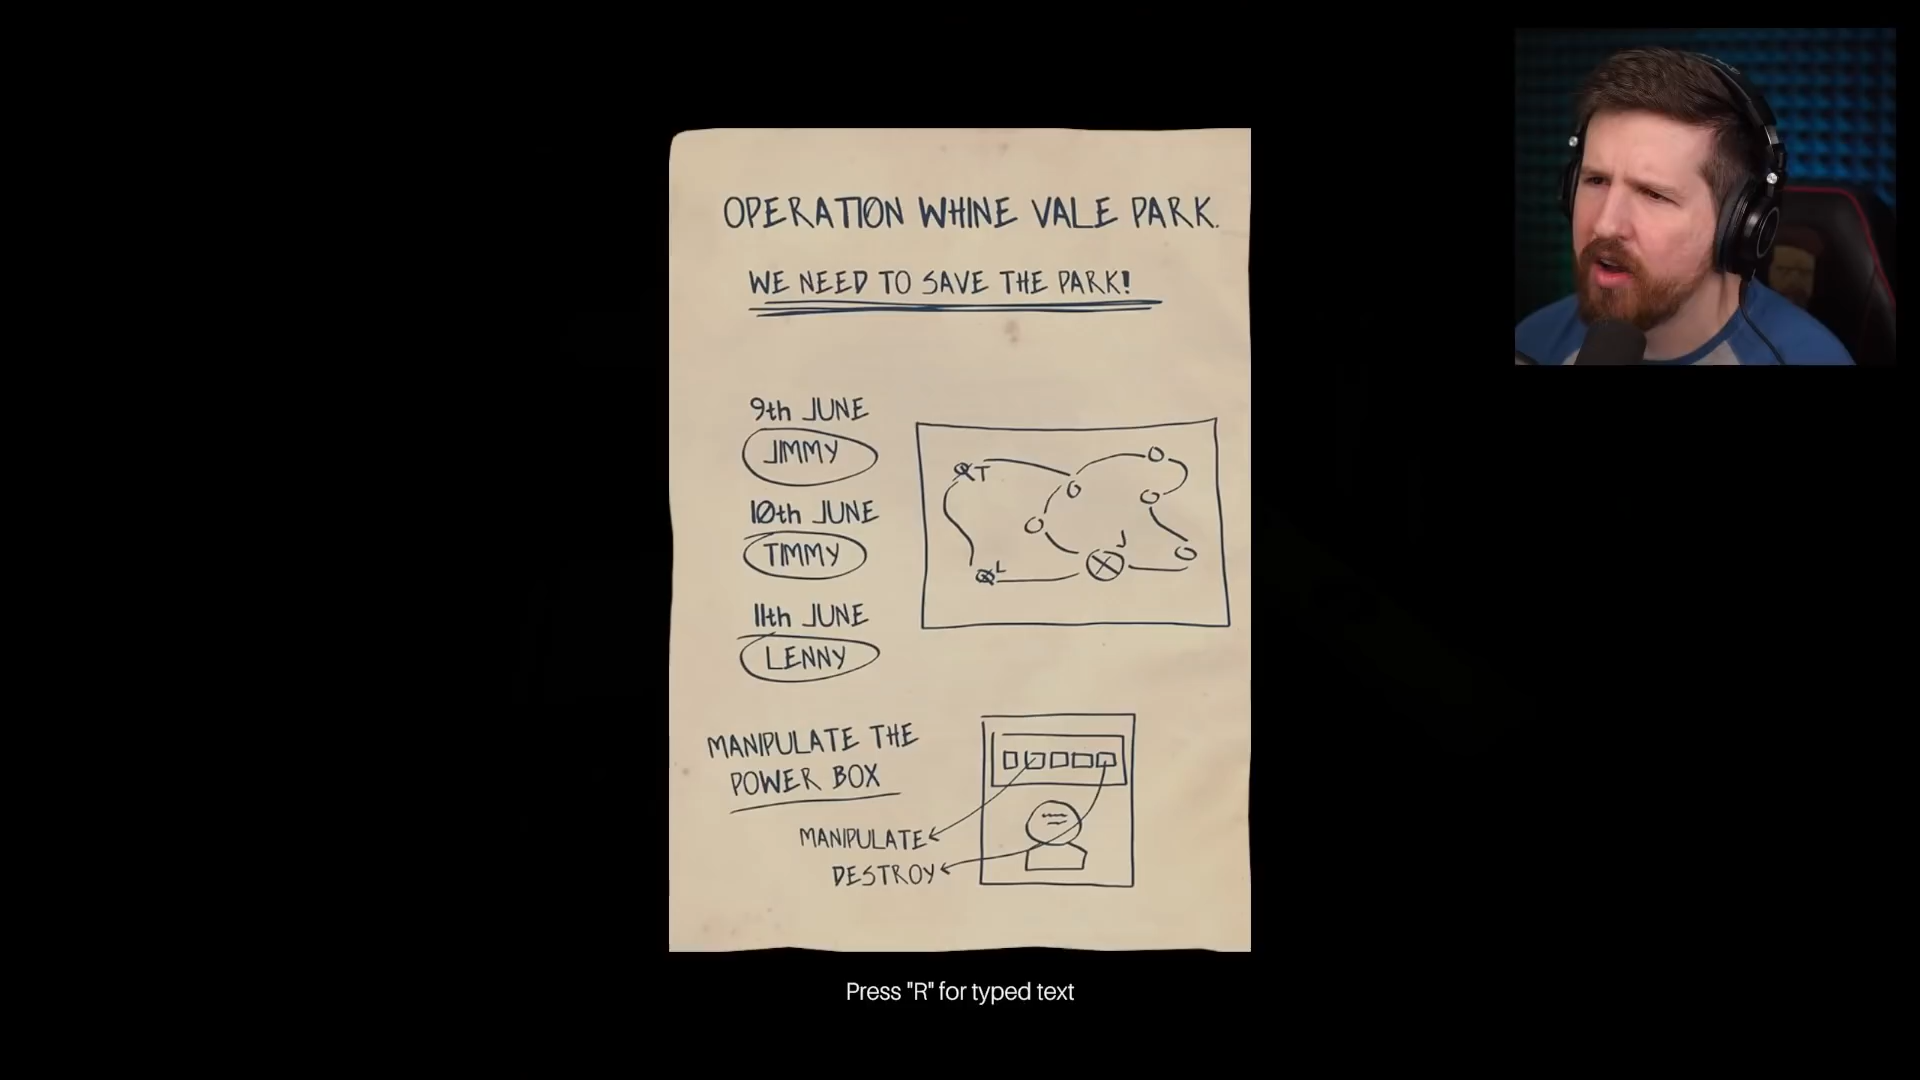 OPERATION WHINE VALE PARK.
WE NEED TO SAVE THE PARK!
9th JUNE
JIMMY
10th JUNE
TIMMY
11th JUNE
LENNY
T
J
L
MANIPULATE THE
POWER BOX
MANIPULATE
DESTROY
Press "R" for typed text